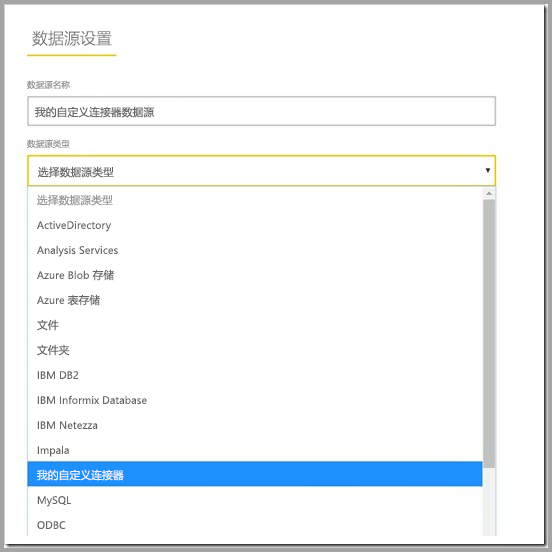 数据源设置
数据源名称
我的自定义连接器数据源
数据源类型
选择数据源类型
选择数据源类型
ActiveDirectory
Analysis Services
Azure Blob 存储
Azure 表存储
文件
文件夹
IBM DB2
IBM Informix Database
IBM Netezza
Impala
我的自定义连接器
MySQL
ODBC